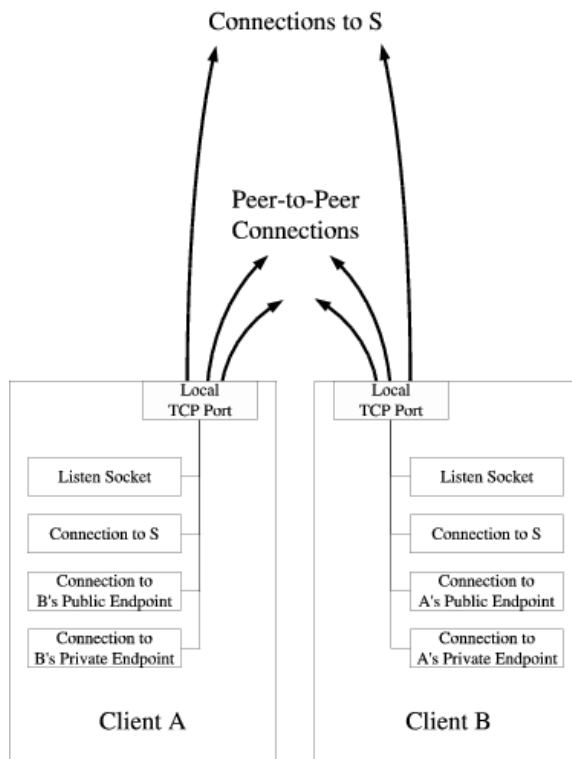 Connections to S
Peer-to-Peer
Connections
Local
TCP Port
Listen Socket
Connection to S
Connection to
B's Public Endpoint
Connection to
B's Private Endpoint
Client A
Local
TCP Port
Listen Socket
Connection to S
Connection to
A's Public Endpoint
Connection to
A's Private Endpoint
Client B